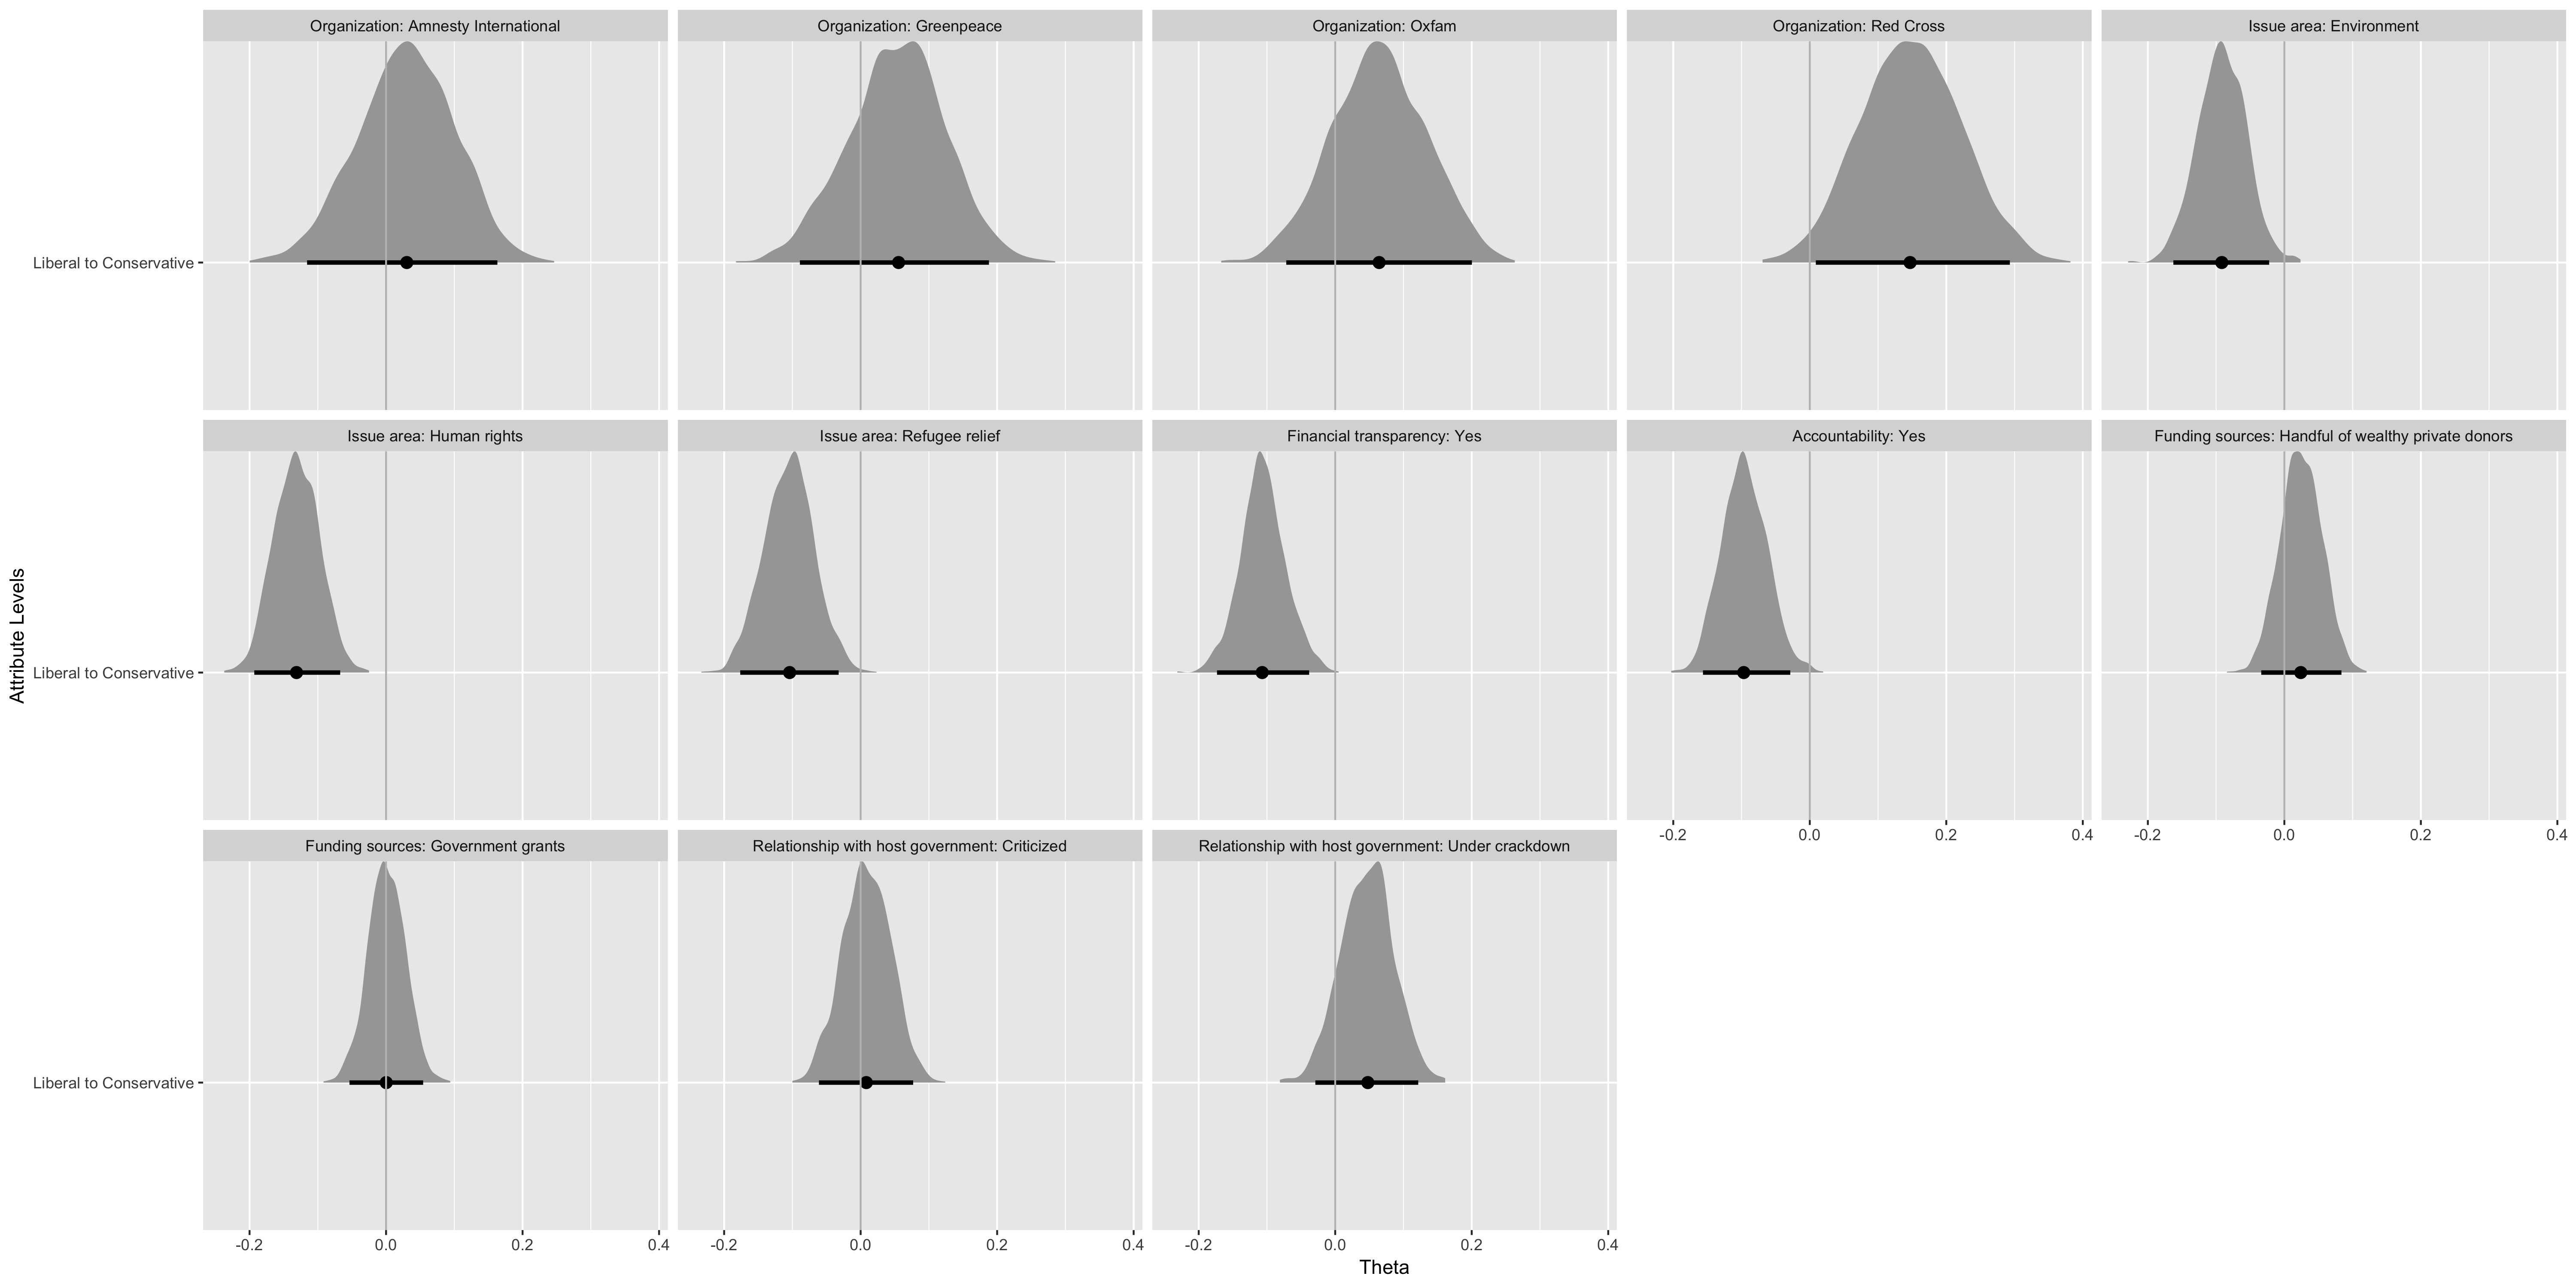 Organization: Amnesty International
Organization: Greenpeace
Organization: Oxfam
Organization: Red Cross
Issue area: Environment
Liberal to Conservative
Issue area: Human rights
Issue area: Refugee relief
Financial transparency: Yes
Accountability: Yes
Funding sources: Handful of wealthy private donors
Attribute Levels
Liberal to Conservative
-0.2 0.0 0.2 0.4
-0.2 0.0 0.2 0.4
Funding sources: Government grants
Relationship with host government: Criticized
Relationship with host government: Under crackdown
Liberal to Conservative
-0.2 0.0 0.2 0.4
-0.2 0.0 0.2 0.4
-0.2 0.0 0.2 0.4
Theta